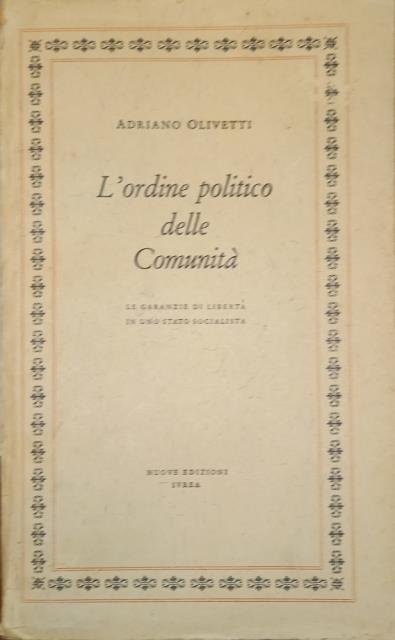 ADRIANO OLIVETTI
L'ordine politico
delle
Comunità
LE GARANZIE DI LIBERTÀ
IN UNO STATO SOCIALISTA
NUOVE EDIZIONI
IVREA